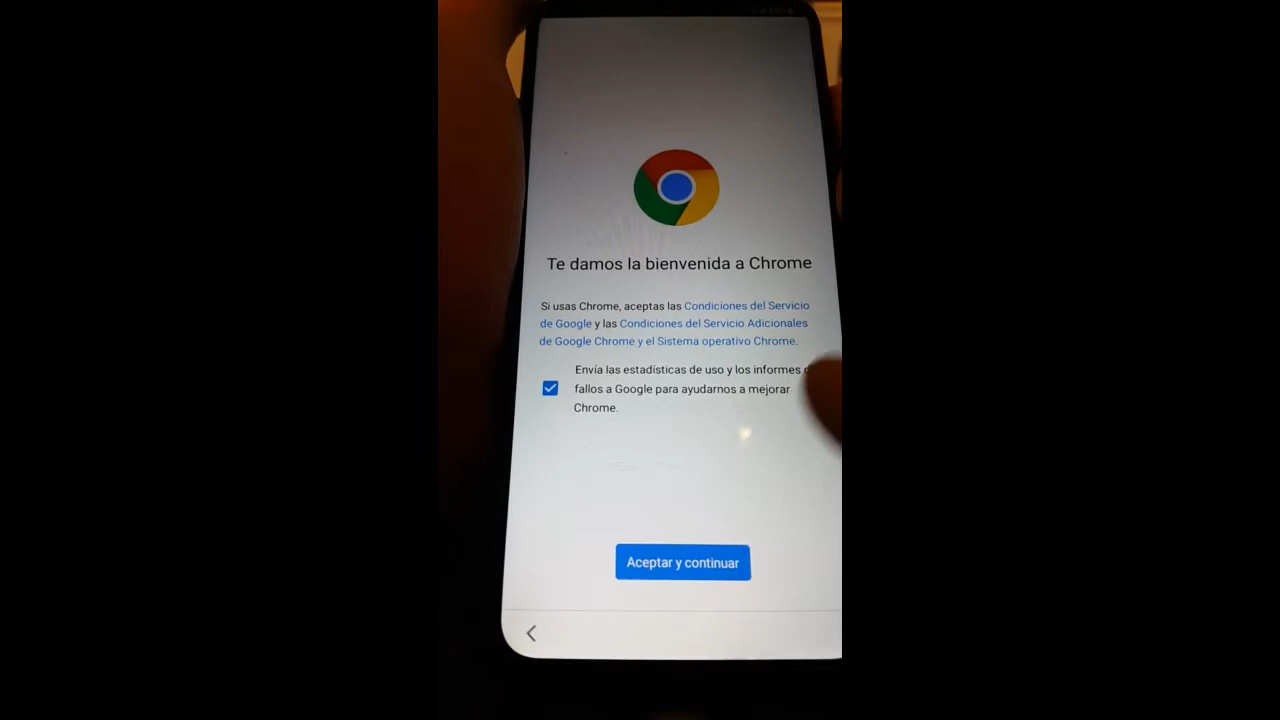 Te damos la bienvenida a Chrome
Si usas Chrome, aceptas las Condiciones del Servicio
de Google y las Condiciones del Servicio Adicionales
de Google Chrome y el Sistema operativo Chrome.
Envía las estadísticas de uso y los informes
fallos a Google para ayudarnos a mejorar
Chrome.
Aceptar y continuar